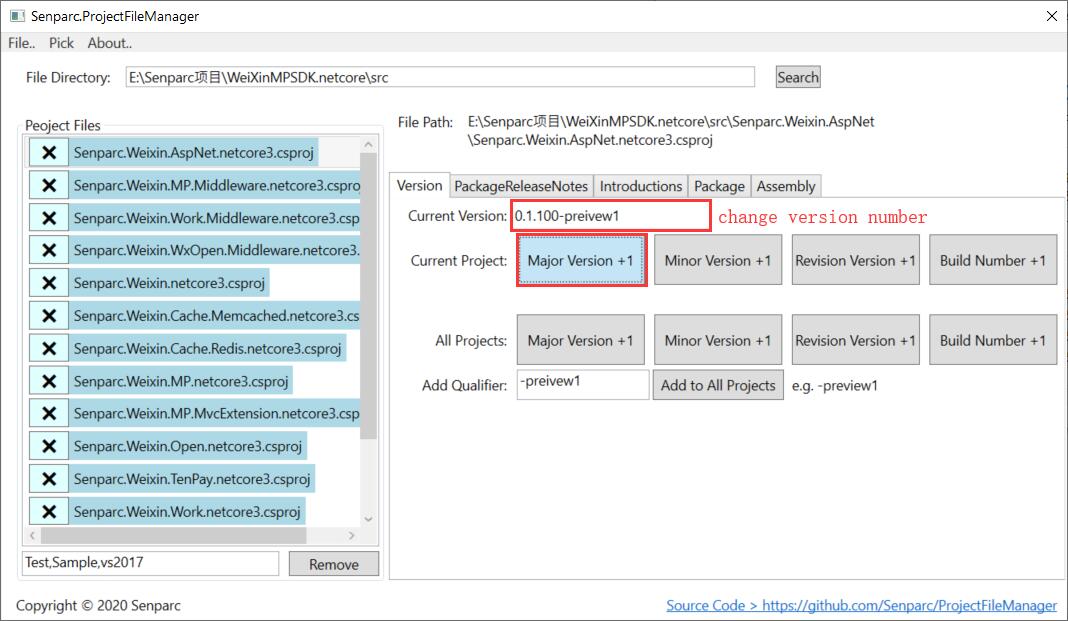 Senparc.ProjectFileManager
File.. Pick About..
File Directory: E:\Senparc项目\WeiXinMPSDK.netcore\src Search
Peoject Files
Senparc.Weixin.AspNet.netcore3.csproj
Senparc.Weixin.MP.Middleware.netcore3.cspro
Senparc.Weixin.Work.Middleware.netcore3.csp
Senparc.Weixin.WxOpen.Middleware.netcore3.
Senparc.Weixin.netcore3.csproj
Senparc.Weixin.Cache.Memcached.netcore3.cs
Senparc.Weixin.Cache.Redis.netcore3.csproj
Senparc.Weixin.MP.netcore3.csproj
Senparc.Weixin.MP.MvcExtension.netcore3.csp
Senparc.Weixin.Open.netcore3.csproj
Senparc.Weixin.TenPay.netcore3.csproj
Senparc.Weixin.Work.netcore3.csproj
Test,Sample,vs2017 Remove
File Path: E:\Senparc项目\WeiXinMPSDK.netcore\src\Senparc.Weixin.AspNet
\Senparc.Weixin.AspNet.netcore3.csproj
Version PackageReleaseNotes Introductions Package Assembly
Current Version: 0.1.100-preivew1 change version number
Current Project: Major Version +1 Minor Version +1 Revision Version +1 Build Number +1
All Projects: Major Version +1 Minor Version +1 Revision Version +1 Build Number +1
Add Qualifier: -preivew1 Add to All Projects e.g. -preview1
Copyright © 2020 Senparc Source Code > https://github.com/Senparc/ProjectFileManager